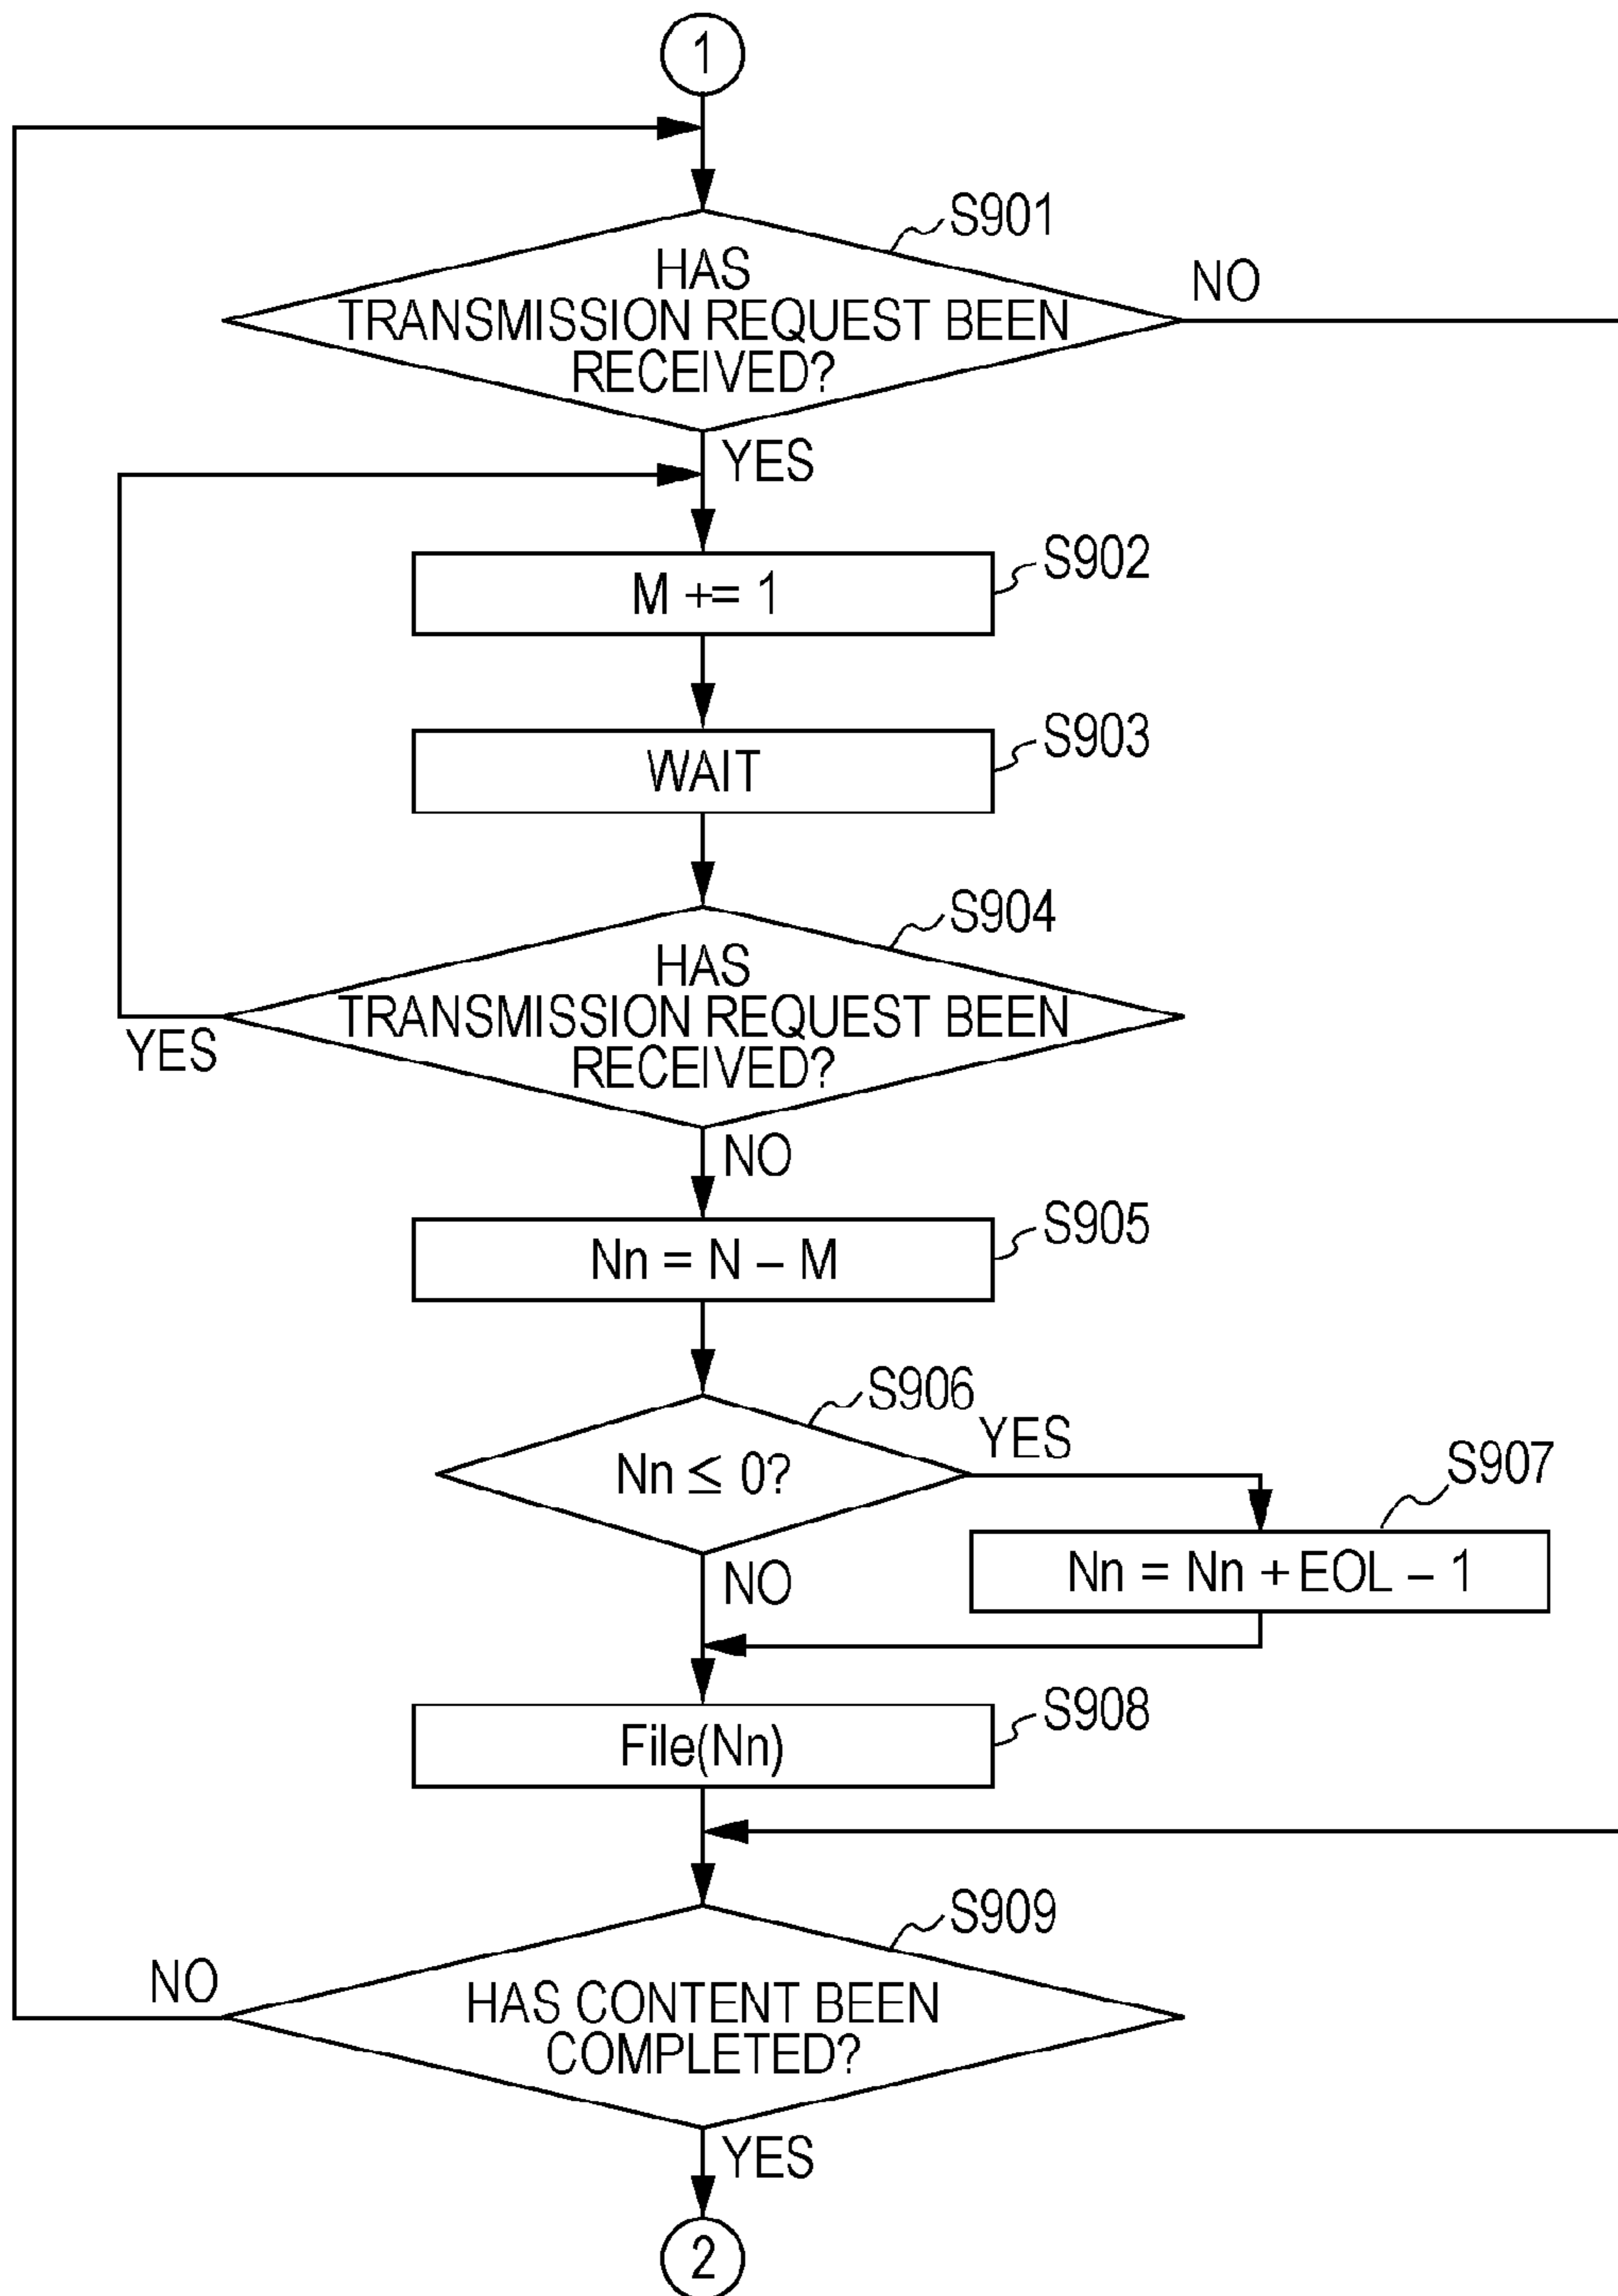 1
S901
HAS
TRANSMISSION REQUEST BEEN
RECEIVED?
NO
YES
S902
M += 1
S903
WAIT
S904
HAS
TRANSMISSION REQUEST BEEN
RECEIVED?
YES
NO
S905
Nn = N – M
S906
Nn ≤ 0?
YES
S907
Nn = Nn + EOL – 1
NO
S908
File(Nn)
S909
HAS CONTENT BEEN
COMPLETED?
NO
YES
2